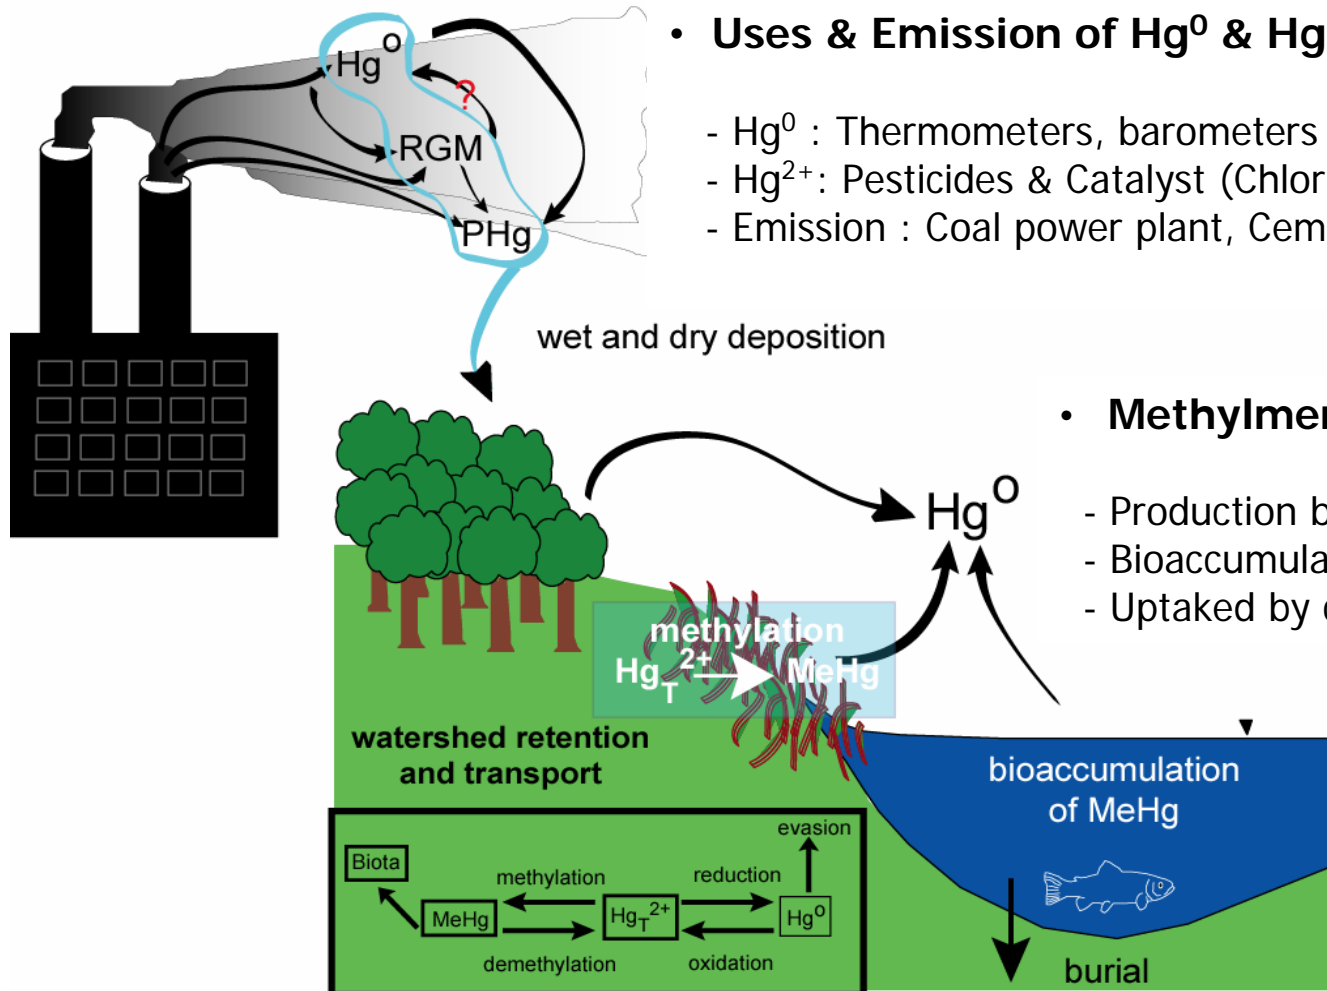 • Uses & Emission of Hg⁰ & Hg
- Hg⁰ : Thermometers, barometers
- Hg²⁺: Pesticides & Catalyst (Chlor
- Emission : Coal power plant, Cem
Hg⁰
?
RGM
PHg
wet and dry deposition
• Methylmer
- Production b
- Bioaccumula
- Uptaked by
Hg⁰
methylation
Hg_T²⁺ → MeHg
watershed retention
and transport
bioaccumulation
of MeHg
evasion
Biota
methylation
reduction
MeHg
Hg_T²⁺
Hg⁰
demethylation
oxidation
burial